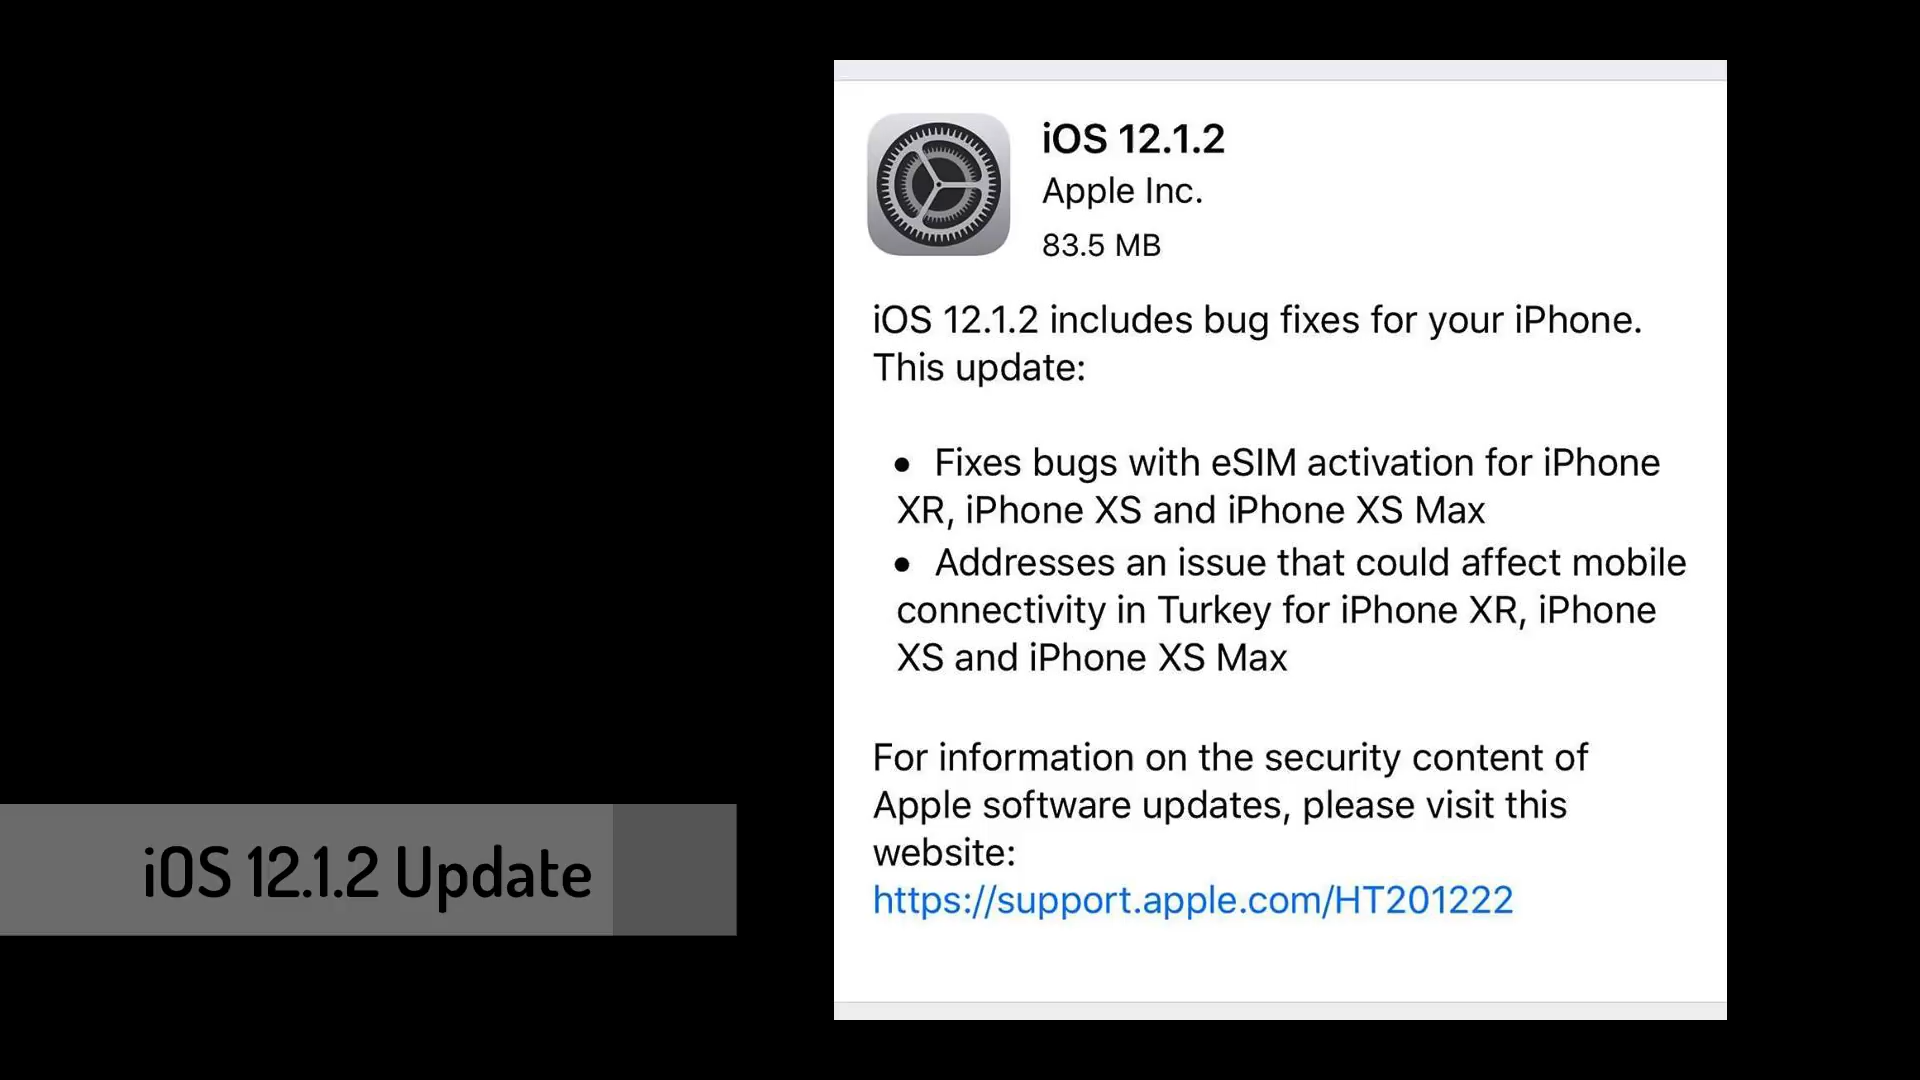 iOS 12.1.2
Apple Inc.
83.5 MB
iOS 12.1.2 includes bug fixes for your iPhone.
This update:
• Fixes bugs with eSIM activation for iPhone
XR, iPhone XS and iPhone XS Max
• Addresses an issue that could affect mobile
connectivity in Turkey for iPhone XR, iPhone
XS and iPhone XS Max
For information on the security content of
Apple software updates, please visit this
website:
https://support.apple.com/HT201222
iOS 12.1.2 Update